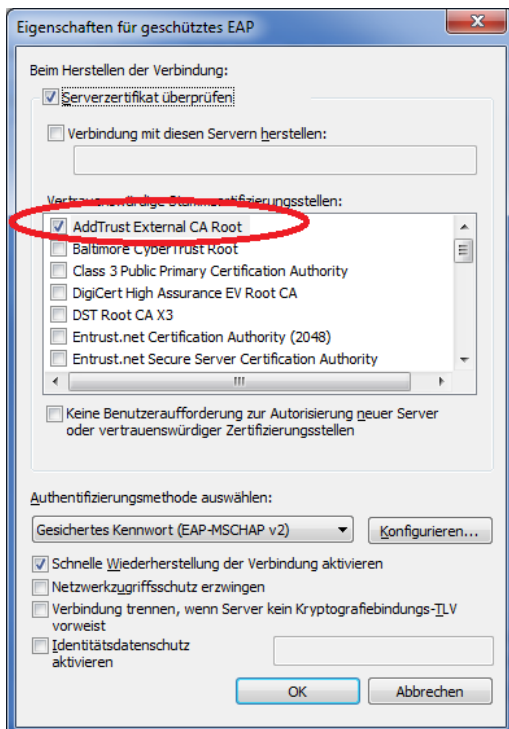 Eigenschaften für geschütztes EAP
Beim Herstellen der Verbindung:
Serverzertifikat überprüfen
Verbindung mit diesen Servern herstellen:
Vertrauenswürdige Stammzertifizierungsstellen:
AddTrust External CA Root
Baltimore CyberTrust Root
Class 3 Public Primary Certification Authority
DigiCert High Assurance EV Root CA
DST Root CA X3
Entrust.net Certification Authority (2048)
Entrust.net Secure Server Certification Authority
Keine Benutzeraufforderung zur Autorisierung neuer Server
oder vertrauenswürdiger Zertifizierungsstellen
Authentifizierungsmethode auswählen:
Gesichertes Kennwort (EAP-MSCHAP v2)
Konfigurieren...
Schnelle Wiederherstellung der Verbindung aktivieren
Netzwerkzugriffsschutz erzwingen
Verbindung trennen, wenn Server kein Kryptografiebindungs-TLV
vorweist
Identitätsdatenschutz
aktivieren
OK
Abbrechen